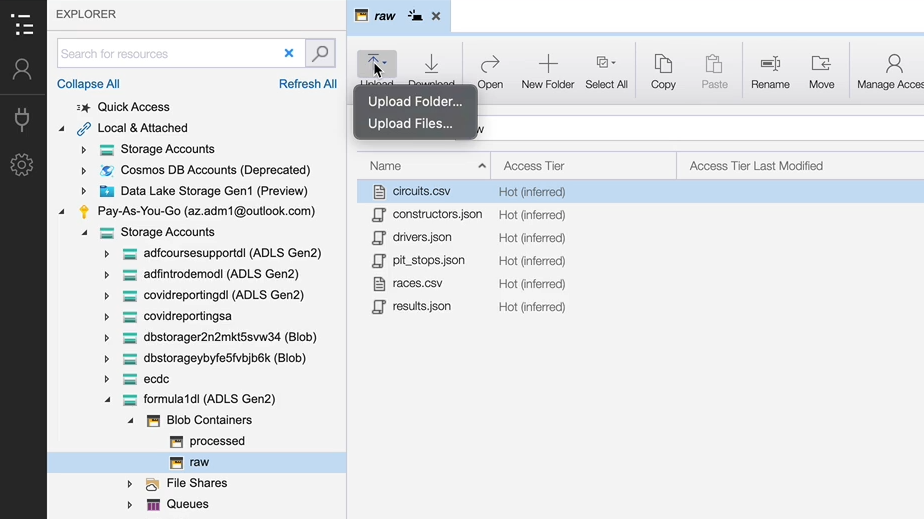 EXPLORER
Search for resources
Collapse All
Refresh All
Quick Access
Local & Attached
Storage Accounts
Cosmos DB Accounts (Deprecated)
Data Lake Storage Gen1 (Preview)
Pay-As-You-Go (az.adm1@outlook.com)
Storage Accounts
adfcoursesupportdl (ADLS Gen2)
adfintrodemodl (ADLS Gen2)
covidreportingdl (ADLS Gen2)
covidreportingsa
dbstorager2n2mkt5svw34 (Blob)
dbstorageybyfe5fvbjb6k (Blob)
ecdc
formula1dl (ADLS Gen2)
Blob Containers
processed
raw
File Shares
Queues
raw
Upload
Download
Open
New Folder
Select All
Copy
Paste
Rename
Move
Manage Acces
Upload Folder...
Upload Files...
w
Name
Access Tier
Access Tier Last Modified
circuits.csv
Hot (inferred)
constructors.json
Hot (inferred)
drivers.json
Hot (inferred)
pit_stops.json
Hot (inferred)
races.csv
Hot (inferred)
results.json
Hot (inferred)